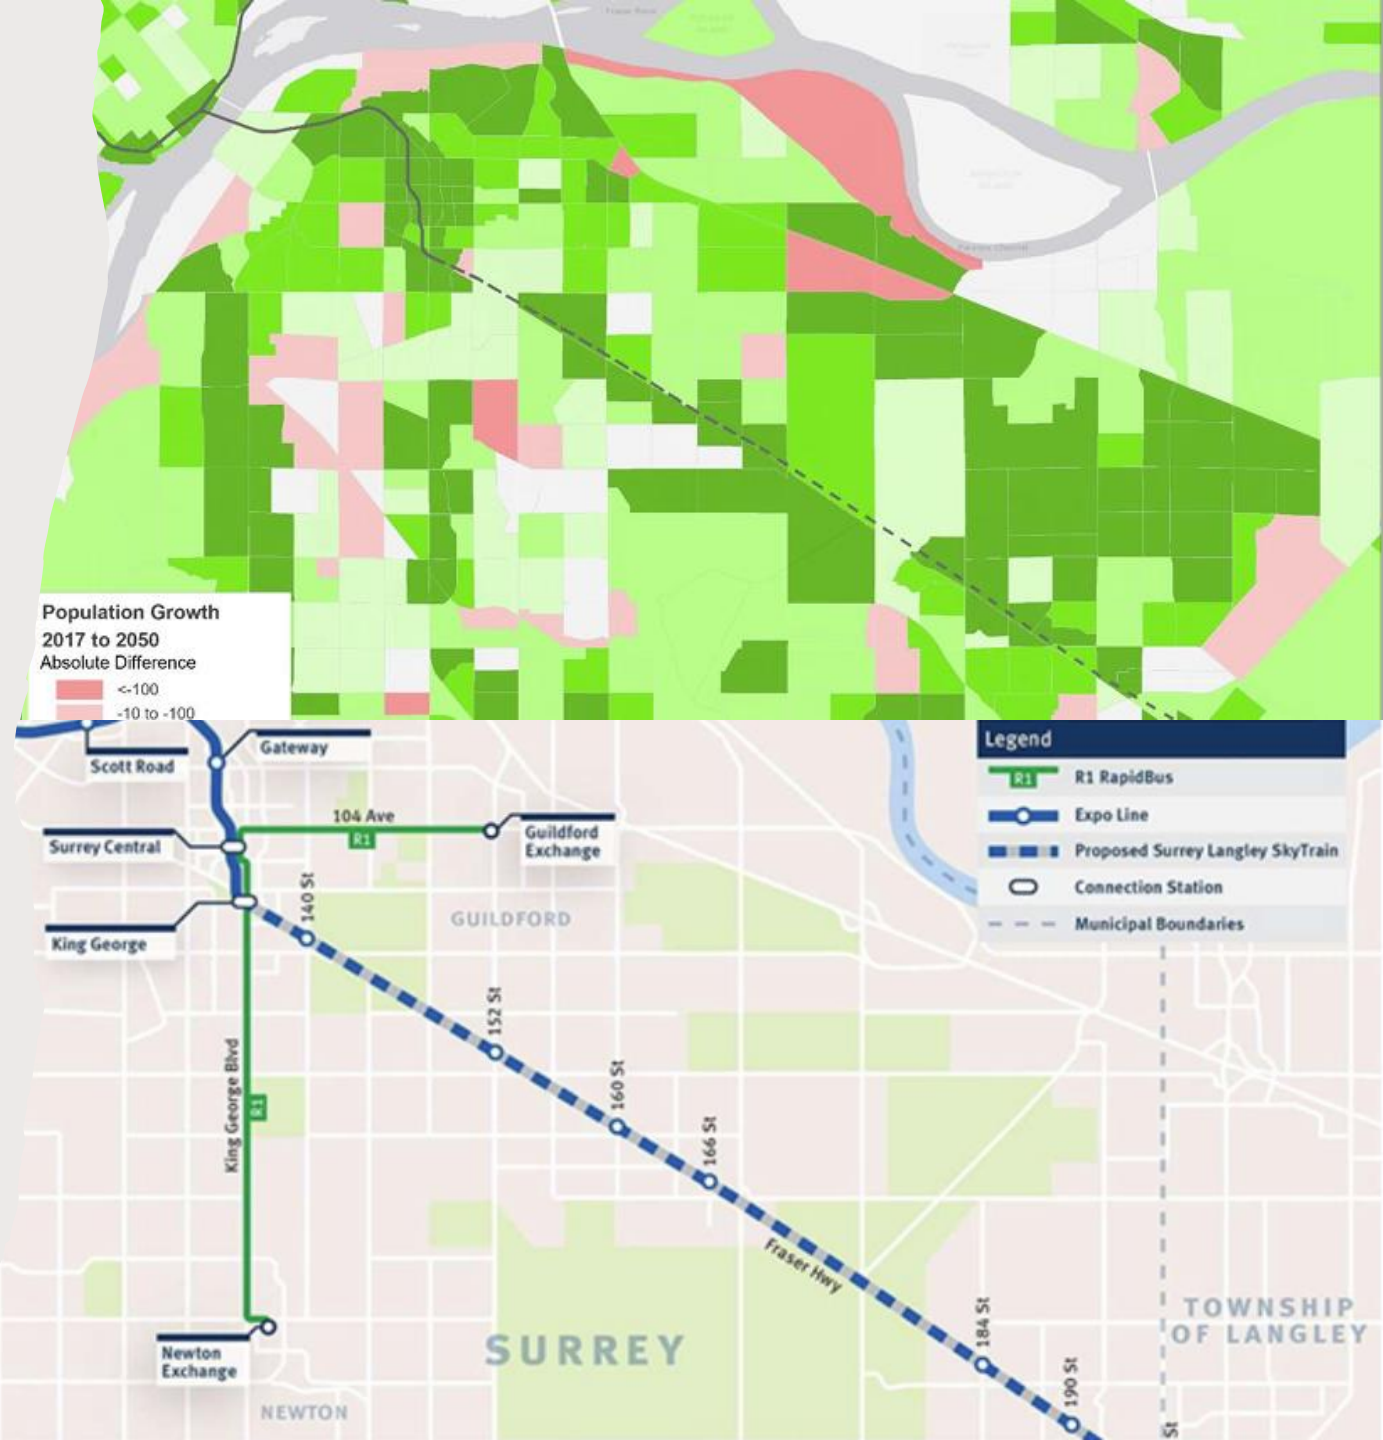 Fraser River
Population Growth
2017 to 2050
Absolute Difference
<-100
-10 to -100
Gateway
Scott Road
104 Ave
R1
Guildford
Exchange
Surrey Central
King George
140 St
GUILDFORD
152 St
160 St
166 St
King George Blvd
R1
Fraser Hwy
184 St
190 St
St
Newton
Exchange
NEWTON
SURREY
TOWNSHIP
OF LANGLEY
Legend
R1 R1 RapidBus
Expo Line
Proposed Surrey Langley SkyTrain
Connection Station
Municipal Boundaries